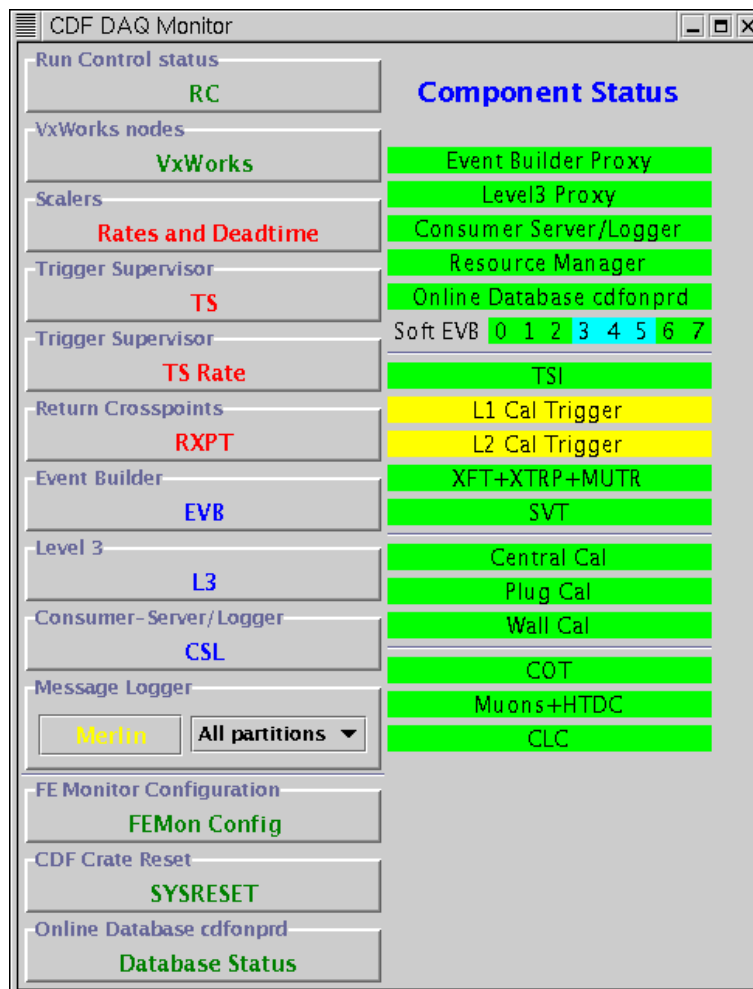 CDF DAQ Monitor
Run Control status
RC
VxWorks nodes
VxWorks
Scalers
Rates and Deadtime
Trigger Supervisor
TS
Trigger Supervisor
TS Rate
Return Crosspoints
RXPT
Event Builder
EVB
Level 3
L3
Consumer-Server/Logger
CSL
Message Logger
Merlin All partitions
FE Monitor Configuration
FEMon Config
CDF Crate Reset
SYSRESET
Online Database cdfonprd
Database Status
Component Status
Event Builder Proxy
Level3 Proxy
Consumer Server/Logger
Resource Manager
Online Database cdfonprd
Soft EVB 0 1 2 3 4 5 6 7
TSI
L1 Cal Trigger
L2 Cal Trigger
XFT+XTRP+MUTR
SVT
Central Cal
Plug Cal
Wall Cal
COT
Muons+HTDC
CLC